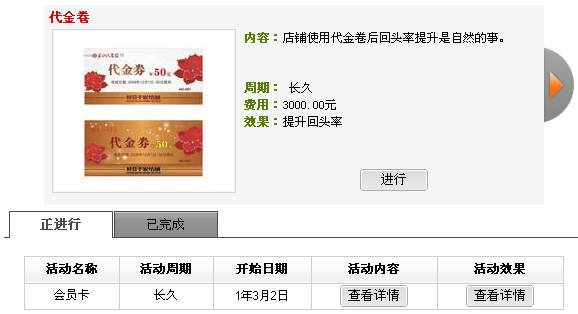 代金卷
内容：店铺使用代金卷后回头率提升是自然的事。
代金券 50元
代金券 50
周期： 长久
费用：3000.00元
效果：提升回头率
进行
正进行 已完成
活动名称 活动周期 开始日期 活动内容 活动效果
会员卡 长久 1年3月2日 查看详情 查看详情